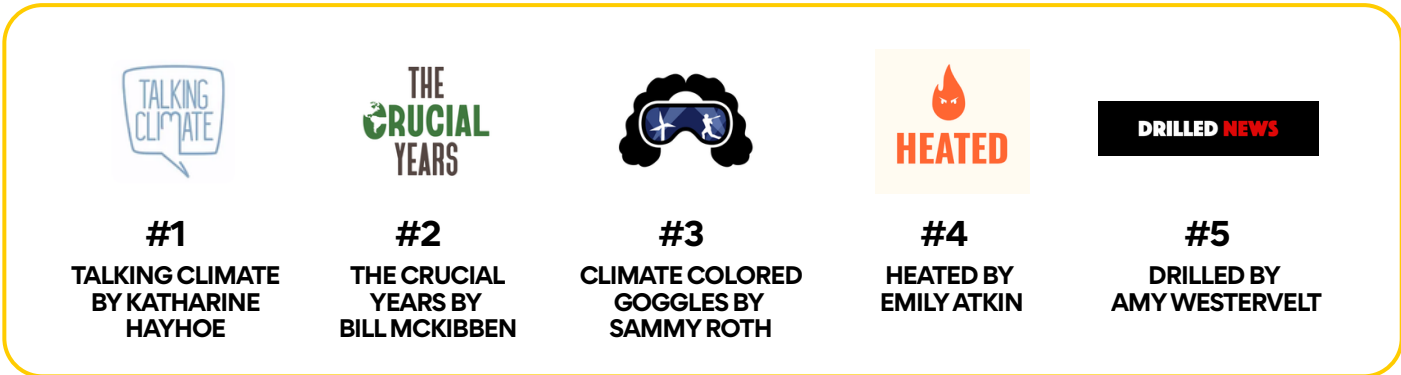 TALKING
CLIMATE
THE
CRUCIAL
YEARS
HEATED
DRILLED NEWS
#1
TALKING CLIMATE
BY KATHARINE
HAYHOE
#2
THE CRUCIAL
YEARS BY
BILL MCKIBBEN
#3
CLIMATE COLORED
GOGGLES BY
SAMMY ROTH
#4
HEATED BY
EMILY ATKIN
#5
DRILLED BY
AMY WESTERVELT